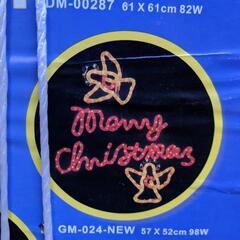 DM-00287 61 X 61cm 82W
Merry
Christmas
GM-024-NEW 57 X 52cm 98W